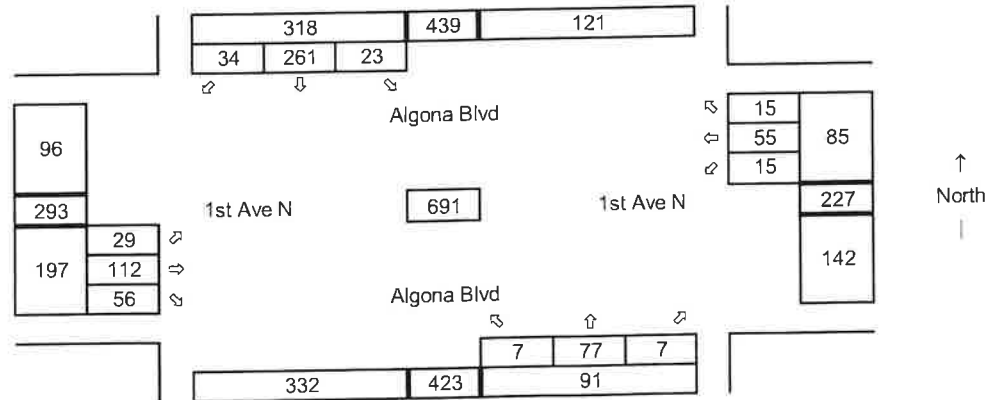 318 439 121
34 261 23
Algona Blvd
15
96 55 85
15
1st Ave N 691 1st Ave N
293 227
North
29
197 112 142
56
Algona Blvd
7 77 7
332 423 91